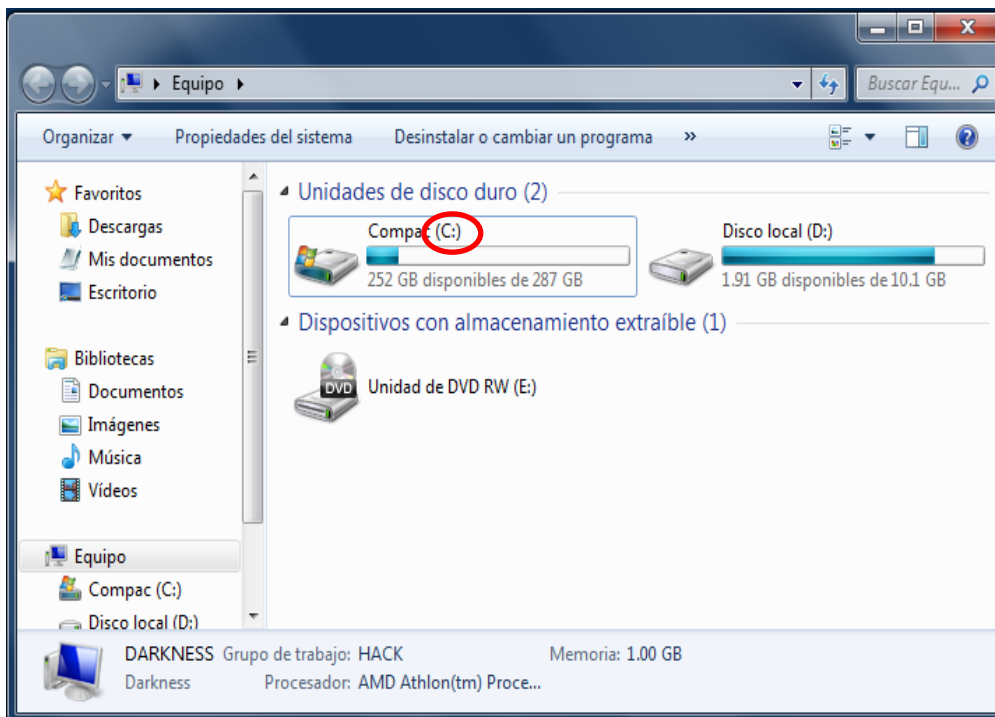 Equipo
Buscar Equ...
Organizar Propiedades del sistema Desinstalar o cambiar un programa »
Favoritos
Descargas
Mis documentos
Escritorio
Bibliotecas
Documentos
Imágenes
Música
Vídeos
Equipo
Compac (C:)
Disco local (D:)
Unidades de disco duro (2)
Compac (C:)
252 GB disponibles de 287 GB
Disco local (D:)
1.91 GB disponibles de 10.1 GB
Dispositivos con almacenamiento extraíble (1)
DVD
Unidad de DVD RW (E:)
DARKNESS Grupo de trabajo: HACK Memoria: 1.00 GB
Darkness Procesador: AMD Athlon(tm) Proce...